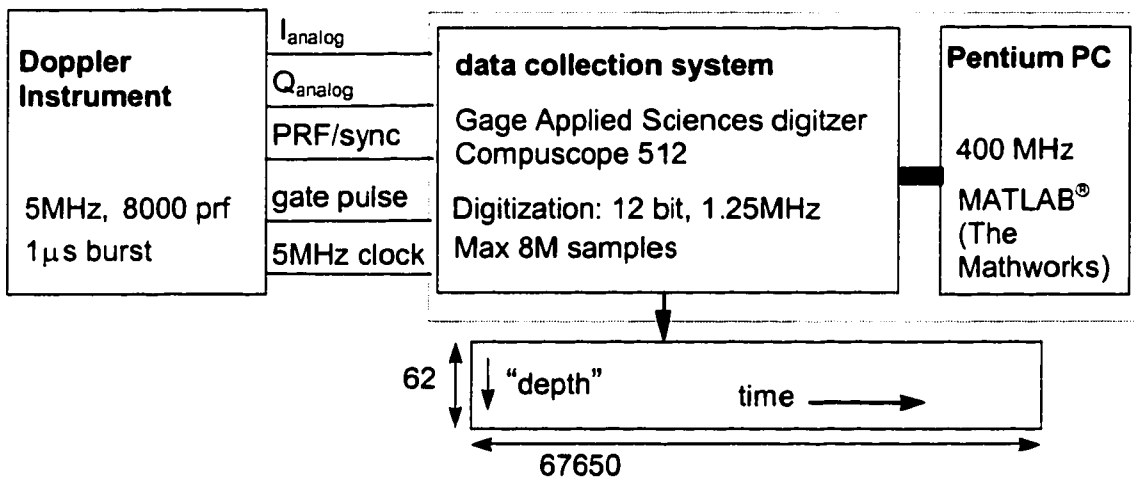 Doppler
Instrument
5MHz, 8000 prf
1μs burst
Ianalog
Qanalog
PRF/sync
gate pulse
5MHz clock
data collection system
Gage Applied Sciences digitzer
Compuscope 512
Digitization: 12 bit, 1.25MHz
Max 8M samples
Pentium PC
400 MHz
MATLAB®
(The
Mathworks)
62
"depth"
time
67650